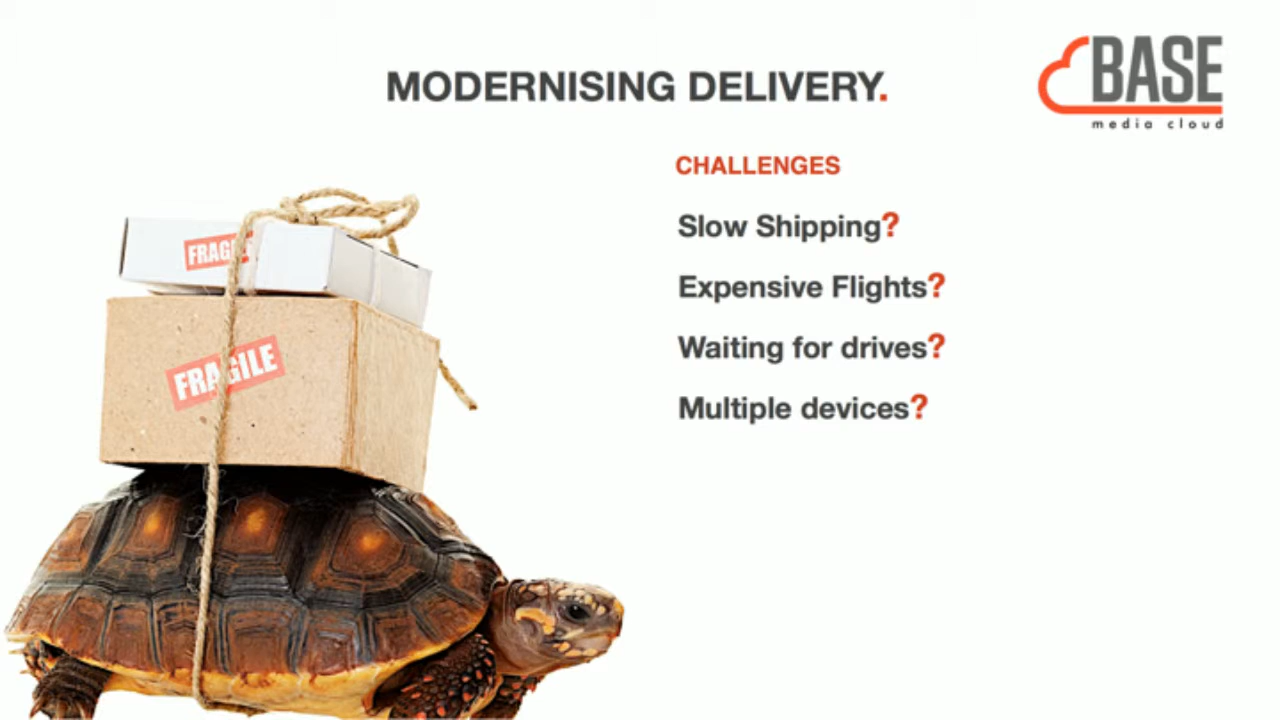 MODERNISING DELIVERY.
BASE
media cloud
CHALLENGES
Slow Shipping?
Expensive Flights?
Waiting for drives?
Multiple devices?
FRAGILE
FRAGILE